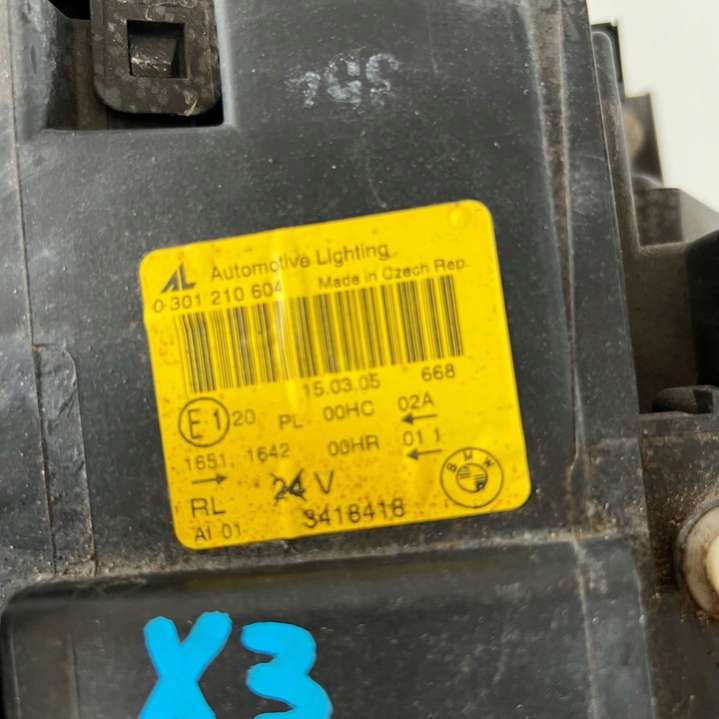 AL Automotive Lighting
0 301 210 604 Made in Czech Rep.
15.03.05 668
E1 20 PL 00HC 02A ←
1651, 1642 00HR 01 1
→ ←
RL 24 V BMW
AI 01 3418418
X3